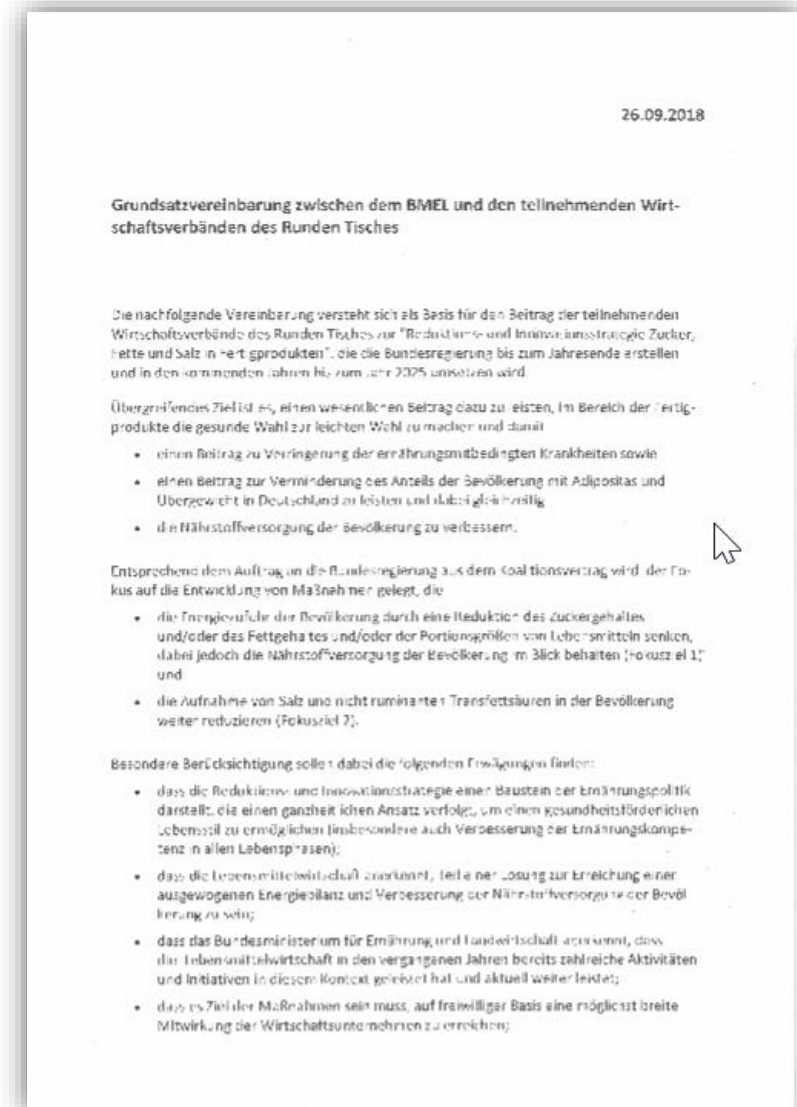 26.09.2018
Grundsatzvereinbarung zwischen dem BMEL und den teilnehmenden Wirt-
schaftsverbänden des Runden Tisches
Die nachfolgende Vereinbarung versteht sich als Basis für den Beitrag der teilnehmenden
Wirtschaftsverbände des Runden Tisches zur "Reduktions- und Innovationsstrategie Zucker,
Fette und Salz in Fertigprodukten", die die Bundesregierung bis zum Jahresende erstellen
und in den kommenden Jahren bis zum Jahr 2025 umsetzen wird.
Übergreifendes Ziel ist es, einen wesentlichen Beitrag dazu zu leisten, im Bereich der Fertig-
produkte die gesunde Wahl zur leichten Wahl zu machen und damit
• einen Beitrag zu Verringerung der ernährungsmitbedingten Krankheiten sowie
• einen Beitrag zur Verminderung des Anteils der Bevölkerung mit Adipositas und
Übergewicht in Deutschland zu leisten und dabei gleichzeitig
• die Nährstoffversorgung der Bevölkerung zu verbessern.
Entsprechend dem Auftrag an die Bundesregierung aus dem Koalitionsvertrag wird der Fo-
kus auf die Entwicklung von Maßnahmen gelegt, die
• die Energiezufuhr der Bevölkerung durch eine Reduktion des Zuckergehaltes
und/oder des Fettgehaltes und/oder der Portionsgrößen von Lebensmitteln senken,
dabei jedoch die Nährstoffversorgung der Bevölkerung im Blick behalten (Fokusziel 1)
und
• die Aufnahme von Salz und nicht ruminanten Transfettsäuren in der Bevölkerung
weiter reduzieren (Fokusziel 2).
Besondere Berücksichtigung sollen dabei die folgenden Erwägungen finden:
• dass die Reduktions- und Innovationsstrategie einen Baustein der Ernährungspolitik
darstellt, die einen ganzheitlichen Ansatz verfolgt, um einen gesundheitsförderlichen
Lebensstil zu ermöglichen (insbesondere auch Verbesserung der Ernährungskompe-
tenz in allen Lebensphasen);
• dass die Lebensmittelwirtschaft anerkennt, Teil einer Lösung zur Erreichung einer
ausgewogenen Energiebilanz und Verbesserung der Nährstoffversorgung der Bevöl
kerung zu sein;
• dass das Bundesministerium für Ernährung und Landwirtschaft anerkennt, dass
die Lebensmittelwirtschaft in den vergangenen Jahren bereits zahlreiche Aktivitäten
und Initiativen in diesem Kontext geleistet hat und aktuell weiter leistet;
• dass es Ziel der Maßnahmen sein muss, auf freiwilliger Basis eine möglichst breite
Mitwirkung der Wirtschaftsunternehmen zu erreichen;